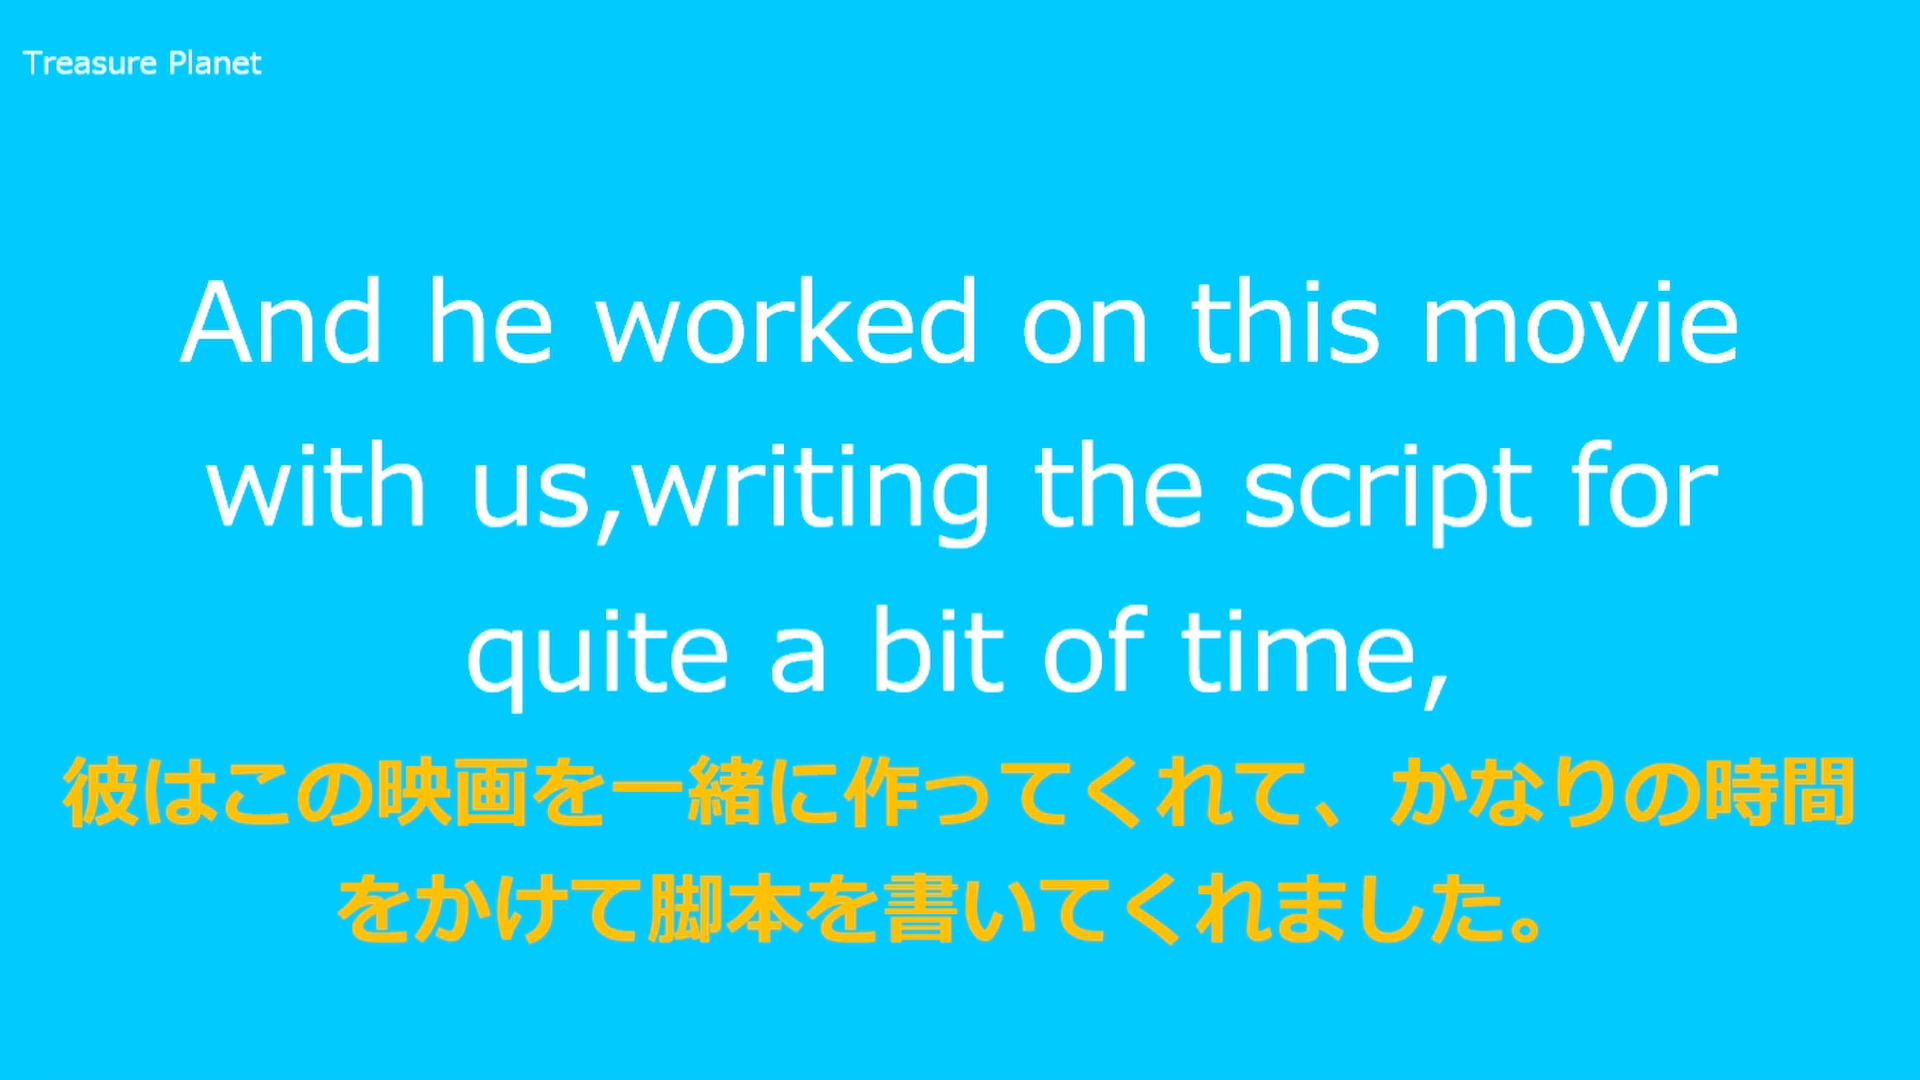 Treasure Planet
And he worked on this movie
with us,writing the script for
quite a bit of time,
彼はこの映画を一緒に作ってくれて、かなりの時間
をかけて脚本を書いてくれました。